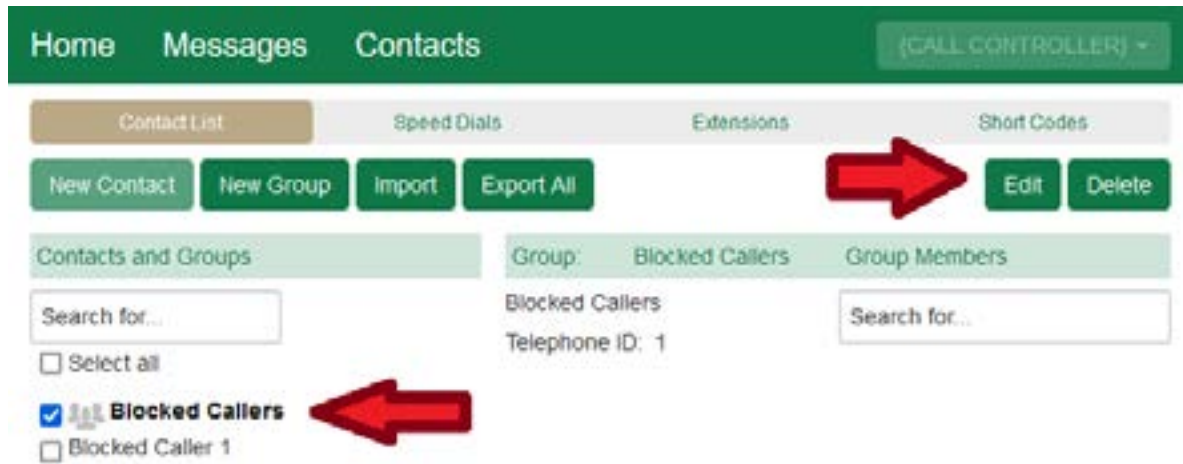 Home Messages Contacts {CALL CONTROLLER}
Contact List Speed Dials Extensions Short Codes
New Contact New Group Import Export All Edit Delete
Contacts and Groups Group: Blocked Callers Group Members
Search for... Blocked Callers Search for...
Telephone ID: 1
Select all
Blocked Callers
Blocked Caller 1